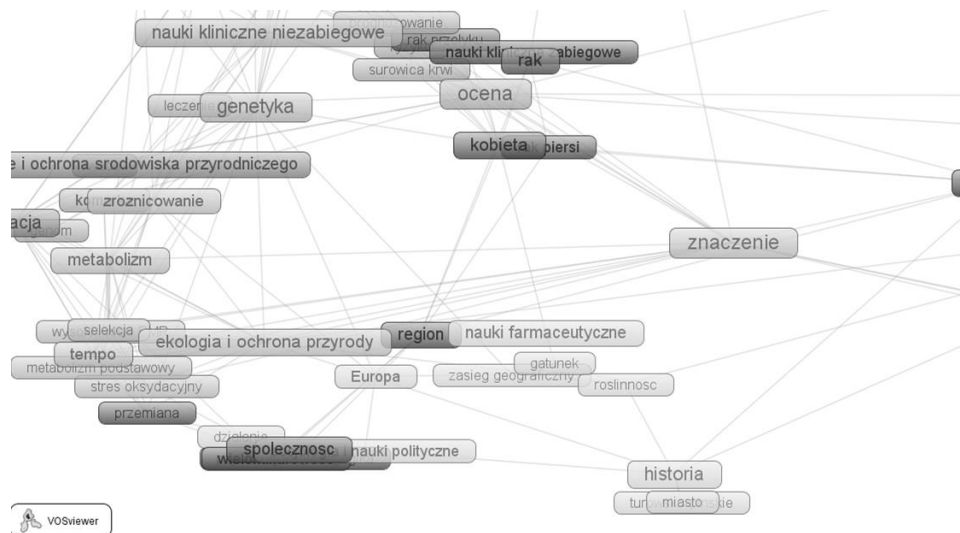 nauki kliniczne niezabiegowe
rak przełyku
nauki kliniczne zabiegowe
rak
surowica krwi
ocena
genetyka
kobieta
piersi
e i ochrona srodowiska przyrodniczego
zroznicowanie
acja
znaczenie
metabolizm
selekcja
region
nauki farmaceutyczne
ekologia i ochrona przyrody
tempo
metabolizm podstawowy
gatunek
Europa
zasieg geograficzny
roslinnosc
stres oksydacyjny
przemiana
spolecznosc
i nauki polityczne
historia
miasto
VOSviewer